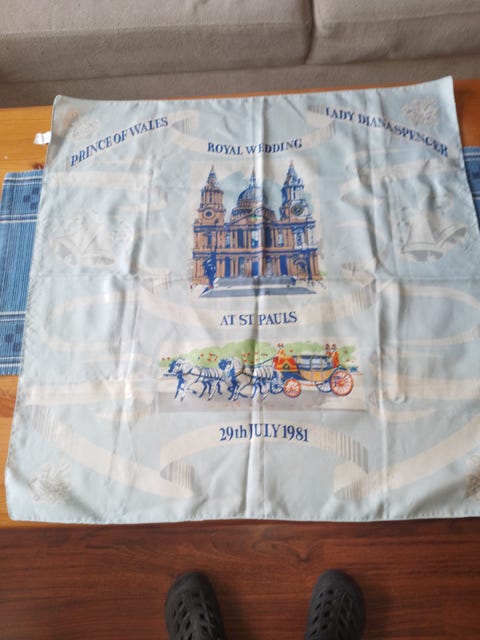 PRINCE OF WALES
LADY DIANA SPENCER
ROYAL WEDDING
AT ST PAULS
29th JULY 1981